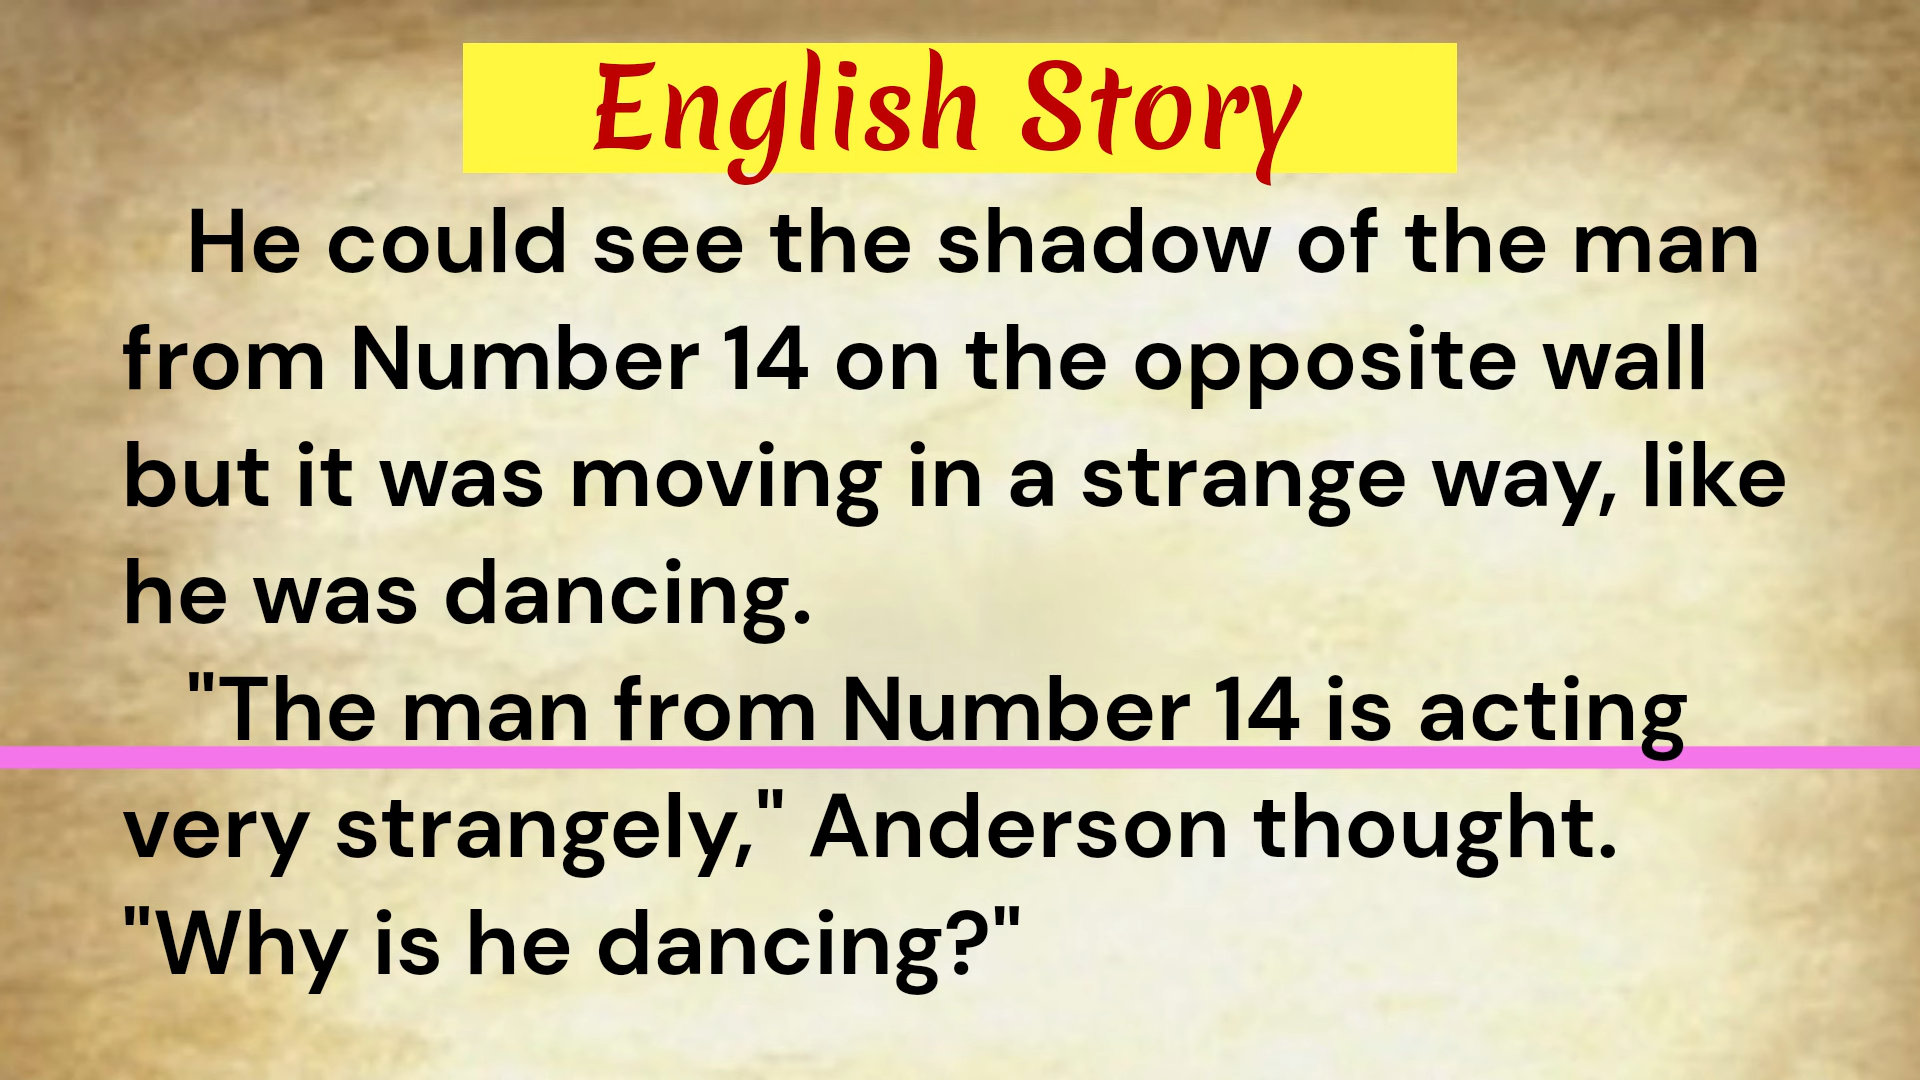 English Story
He could see the shadow of the man
from Number 14 on the opposite wall
but it was moving in a strange way, like
he was dancing.
"The man from Number 14 is acting
very strangely," Anderson thought.
"Why is he dancing?"